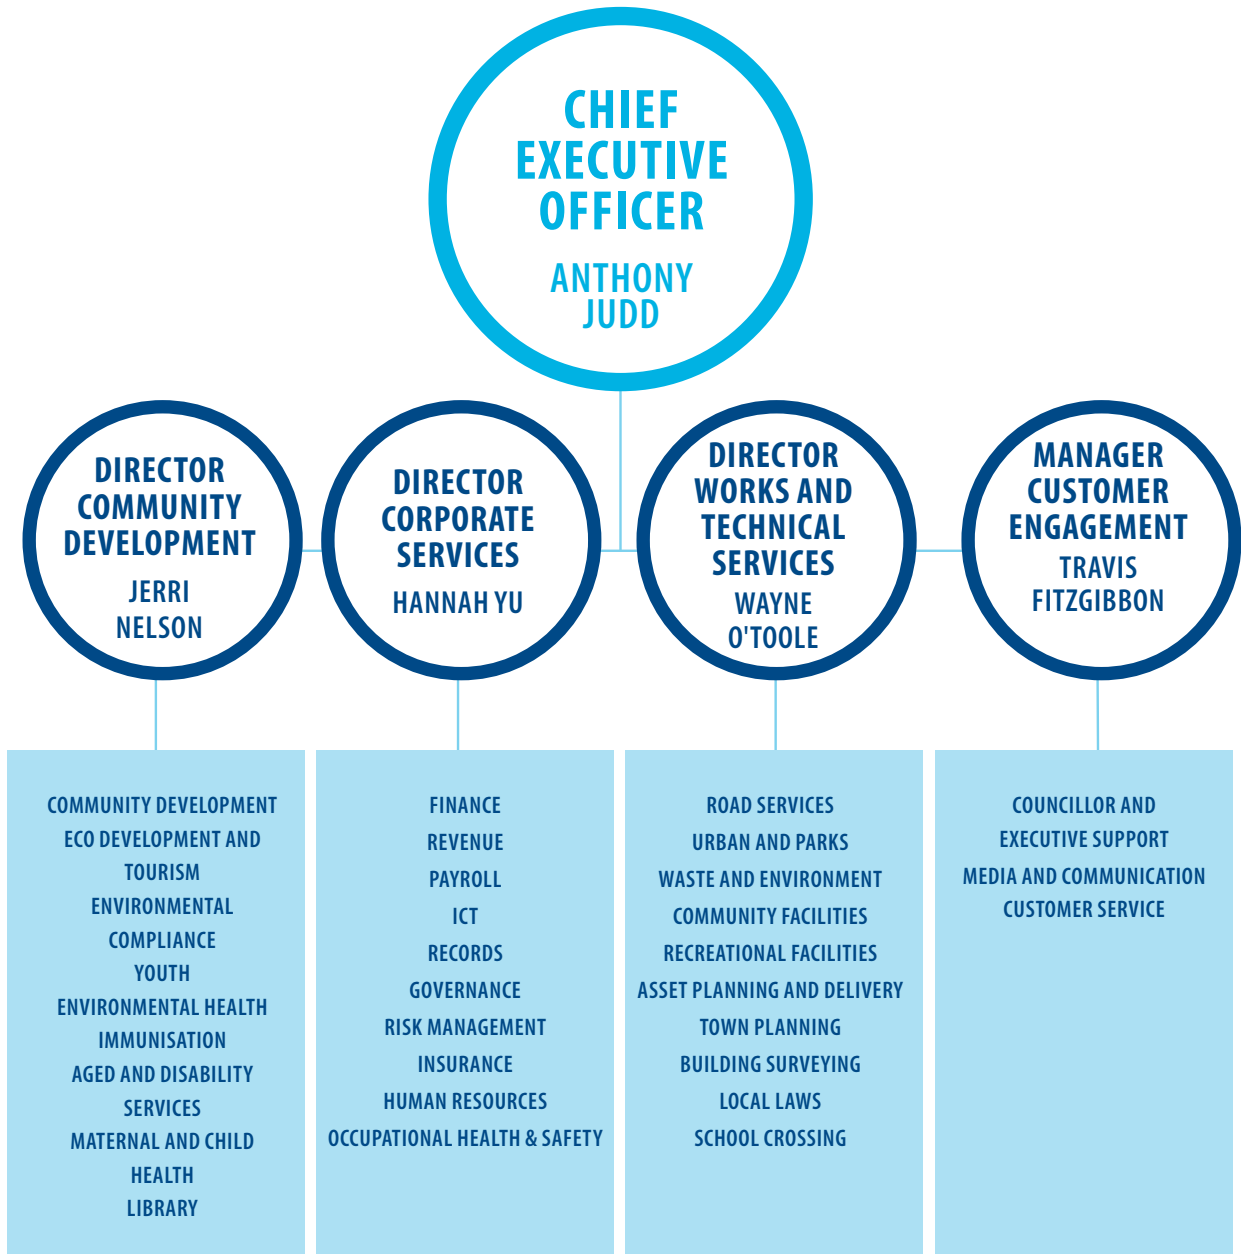 CHIEF
EXECUTIVE
OFFICER
ANTHONY
JUDD
DIRECTOR
COMMUNITY
DEVELOPMENT
JERRI
NELSON
DIRECTOR
CORPORATE
SERVICES
HANNAH YU
DIRECTOR
WORKS AND
TECHNICAL
SERVICES
WAYNE
O'TOOLE
MANAGER
CUSTOMER
ENGAGEMENT
TRAVIS
FITZGIBBON
COMMUNITY DEVELOPMENT
ECO DEVELOPMENT AND
TOURISM
ENVIRONMENTAL
COMPLIANCE
YOUTH
ENVIRONMENTAL HEALTH
IMMUNISATION
AGED AND DISABILITY
SERVICES
MATERNAL AND CHILD
HEALTH
LIBRARY
FINANCE
REVENUE
PAYROLL
ICT
RECORDS
GOVERNANCE
RISK MANAGEMENT
INSURANCE
HUMAN RESOURCES
OCCUPATIONAL HEALTH & SAFETY
ROAD SERVICES
URBAN AND PARKS
WASTE AND ENVIRONMENT
COMMUNITY FACILITIES
RECREATIONAL FACILITIES
ASSET PLANNING AND DELIVERY
TOWN PLANNING
BUILDING SURVEYING
LOCAL LAWS
SCHOOL CROSSING
COUNCILLOR AND
EXECUTIVE SUPPORT
MEDIA AND COMMUNICATION
CUSTOMER SERVICE